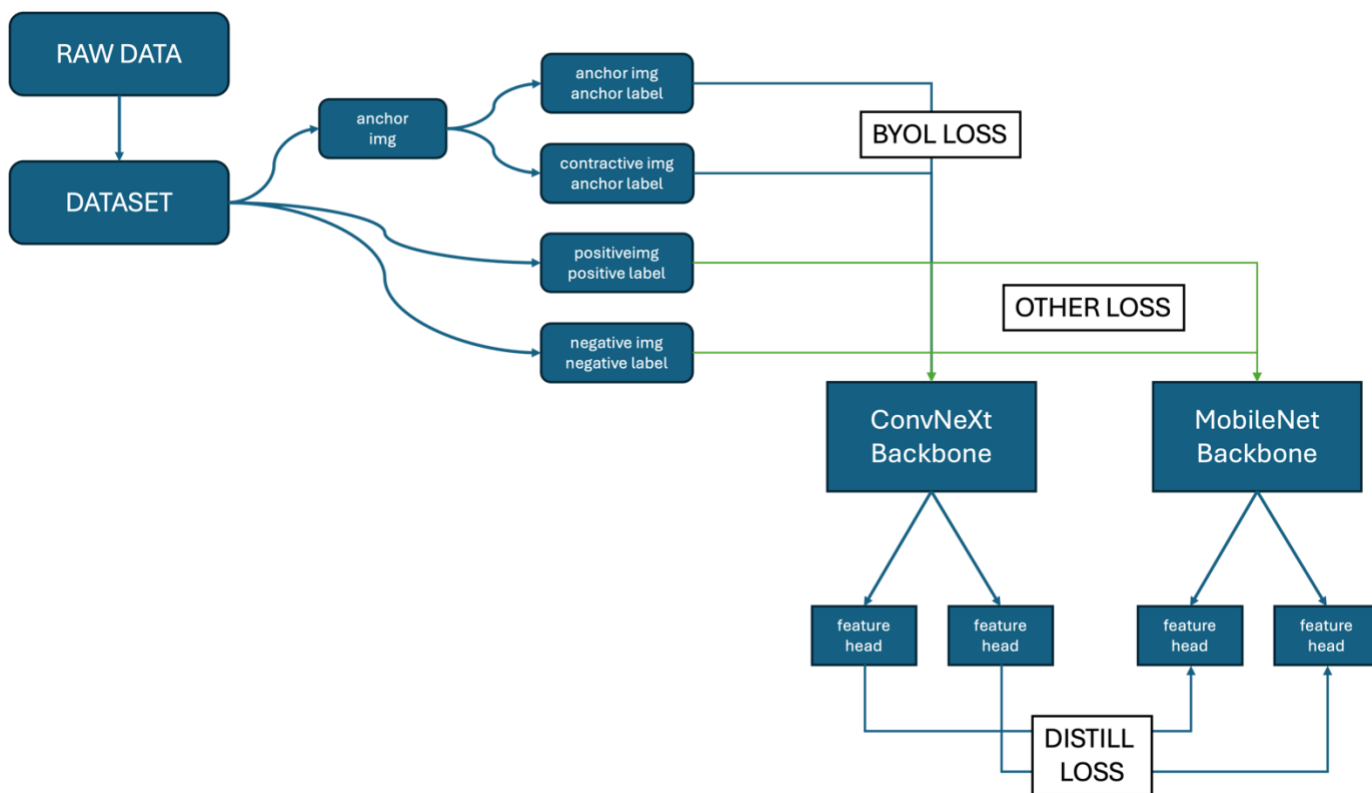 RAW DATA
DATASET
anchor
img
anchor img
anchor label
contractive img
anchor label
positiveimg
positive label
negative img
negative label
BYOL LOSS
OTHER LOSS
ConvNeXt
Backbone
MobileNet
Backbone
feature
head
feature
head
feature
head
feature
head
DISTILL
LOSS